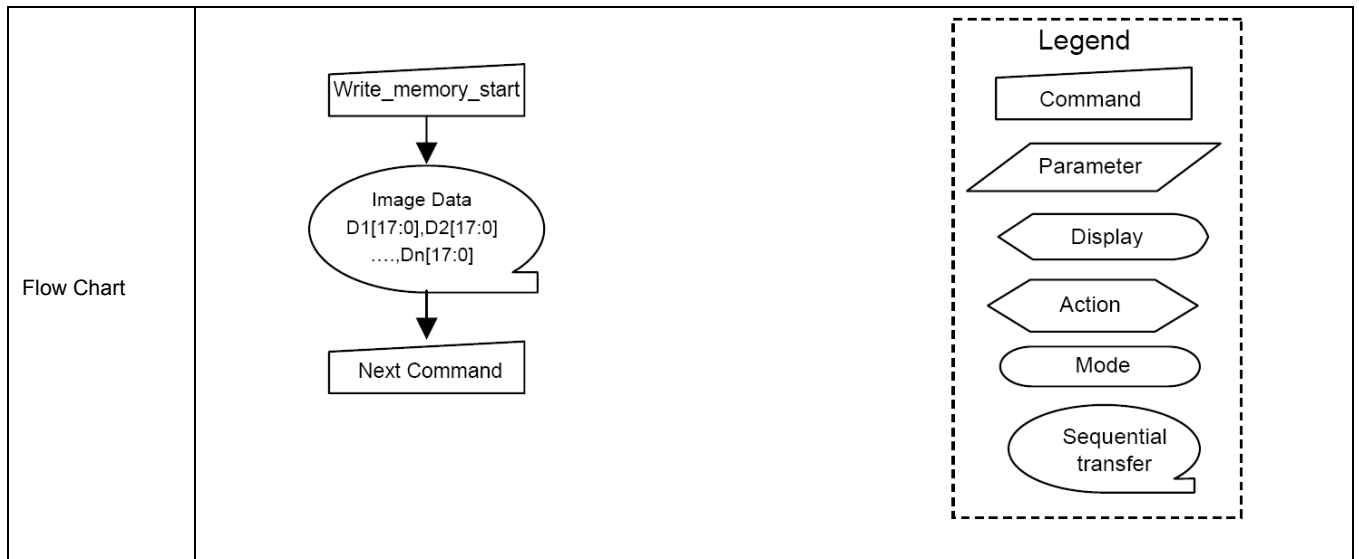 Flow Chart
Write_memory_start
Image Data
D1[17:0],D2[17:0]
....,Dn[17:0]
Next Command
Legend
Command
Parameter
Display
Action
Mode
Sequential
transfer